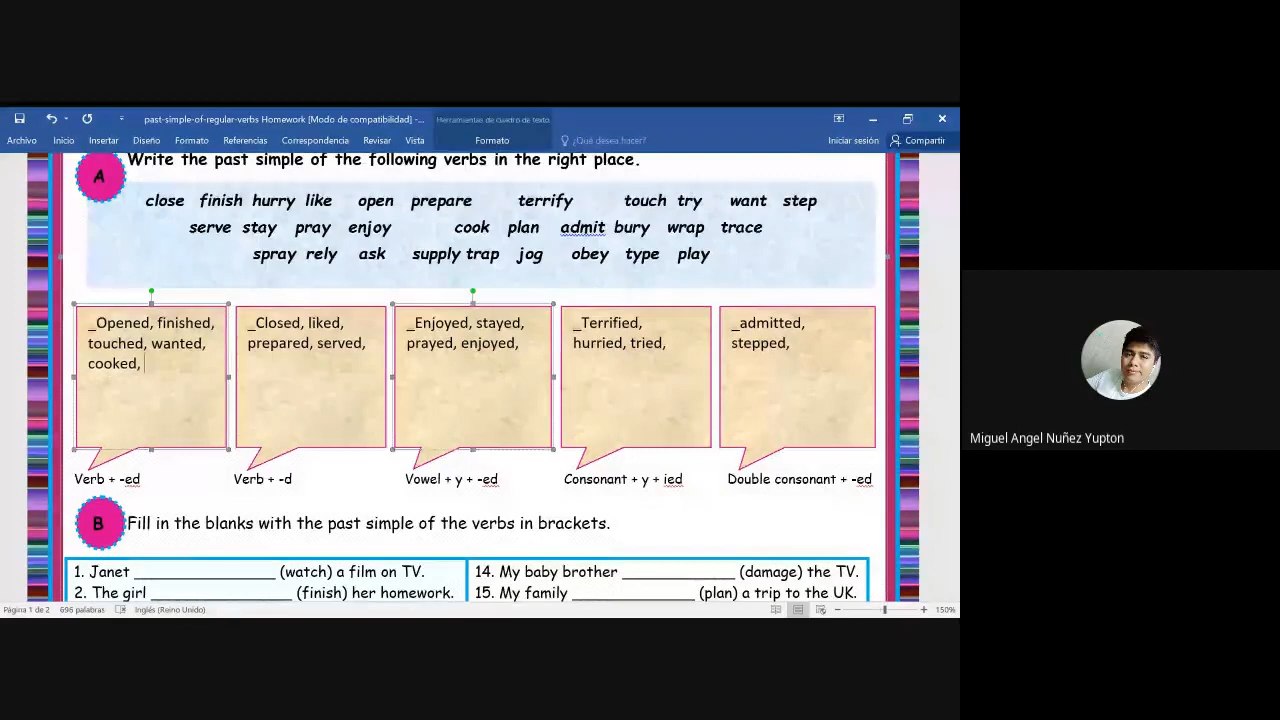 past-simple-of-regular-verbs Homework [Modo de compatibilidad] -...
Herramientas de cuadro de texto
Archivo Inicio Insertar Diseño Formato Referencias Correspondencia Revisar Vista Formato ¿Qué desea hacer? Iniciar sesión Compartir
A Write the past simple of the following verbs in the right place.
close finish hurry like open prepare terrify touch try want step
serve stay pray enjoy cook plan admit bury wrap trace
spray rely ask supply trap jog obey type play
_Opened, finished,
touched, wanted,
cooked,
_Closed, liked,
prepared, served,
_Enjoyed, stayed,
prayed, enjoyed,
_Terrified,
hurried, tried,
_admitted,
stepped,
Verb + -ed
Verb + -d
Vowel + y + -ed
Consonant + y + ied
Double consonant + -ed
B Fill in the blanks with the past simple of the verbs in brackets.
1. Janet ________________ (watch) a film on TV.
2. The girl ________________ (finish) her homework.
14. My baby brother _____________ (damage) the TV.
15. My family ______________ (plan) a trip to the UK.
Página 1 de 2 696 palabras Inglés (Reino Unido) 150%
Miguel Angel Nuñez Yupton